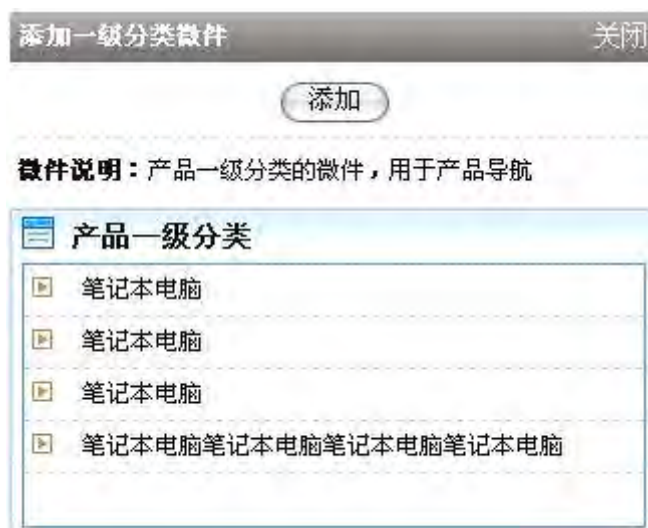 添加一级分类微件 关闭
添加
微件说明：产品一级分类的微件，用于产品导航
产品一级分类
笔记本电脑
笔记本电脑
笔记本电脑
笔记本电脑笔记本电脑笔记本电脑笔记本电脑